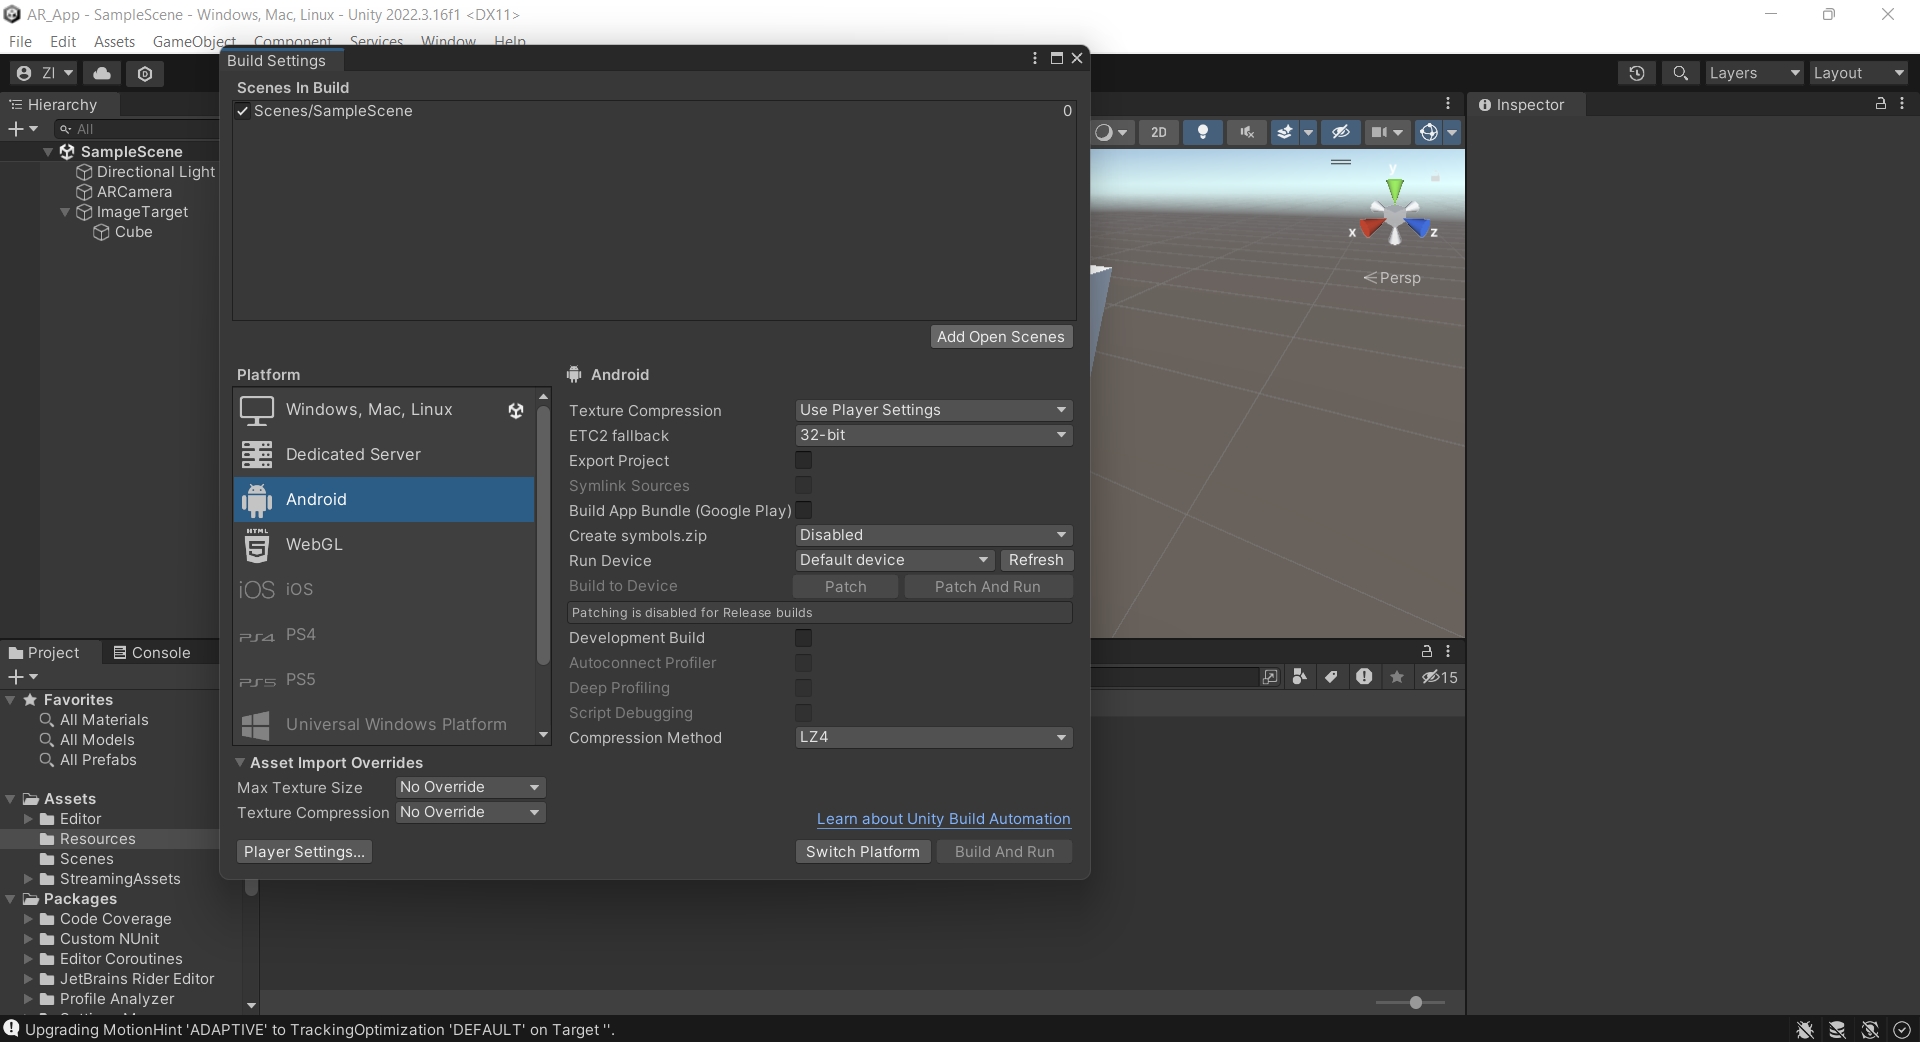 AR_App - SampleScene - Windows, Mac, Linux - Unity 2022.3.16f1 <DX11>
File Edit Assets GameObject Component Services Window Help
ZI
Layers
Layout
Build Settings
Scenes In Build
Scenes/SampleScene 0
Add Open Scenes
Hierarchy
All
SampleScene
Directional Light
ARCamera
ImageTarget
Cube
2D
y
x
z
Persp
Inspector
Platform
Windows, Mac, Linux
Dedicated Server
Android
HTML
5
WebGL
iOS iOS
PS4 PS4
PS5 PS5
Universal Windows Platform
Android
Texture Compression Use Player Settings
ETC2 fallback 32-bit
Export Project
Symlink Sources
Build App Bundle (Google Play)
Create symbols.zip Disabled
Run Device Default device Refresh
Build to Device Patch Patch And Run
Patching is disabled for Release builds
Development Build
Autoconnect Profiler
Deep Profiling
Script Debugging
Compression Method LZ4
Asset Import Overrides
Max Texture Size No Override
Texture Compression No Override
Learn about Unity Build Automation
Player Settings...
Switch Platform Build And Run
Project Console
15
Favorites
All Materials
All Models
All Prefabs
Assets
Editor
Resources
Scenes
StreamingAssets
Packages
Code Coverage
Custom NUnit
Editor Coroutines
JetBrains Rider Editor
Profile Analyzer
Upgrading MotionHint 'ADAPTIVE' to TrackingOptimization 'DEFAULT' on Target ''.